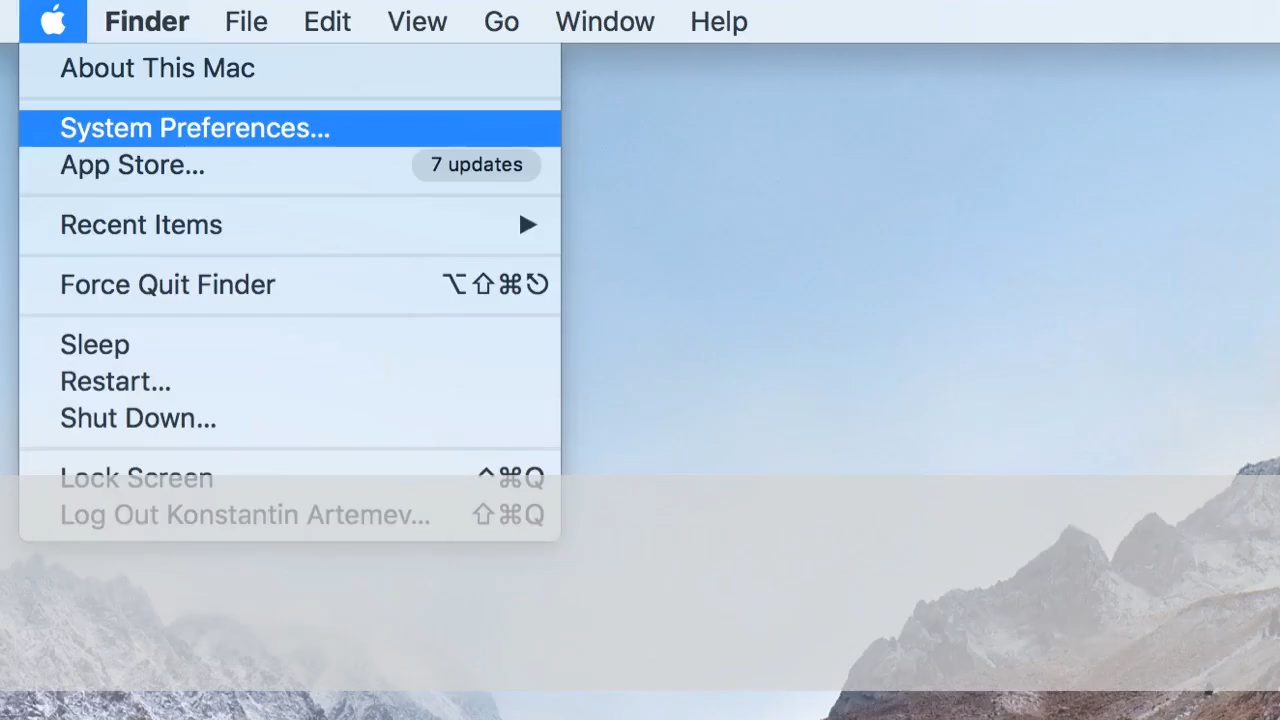 Finder File Edit View Go Window Help
About This Mac
System Preferences...
App Store... 7 updates
Recent Items ▶
Force Quit Finder ⌥⇧⌘⎋
Sleep
Restart...
Shut Down...
Lock Screen ^⌘Q
Log Out Konstantin Artemev... ⇧⌘Q